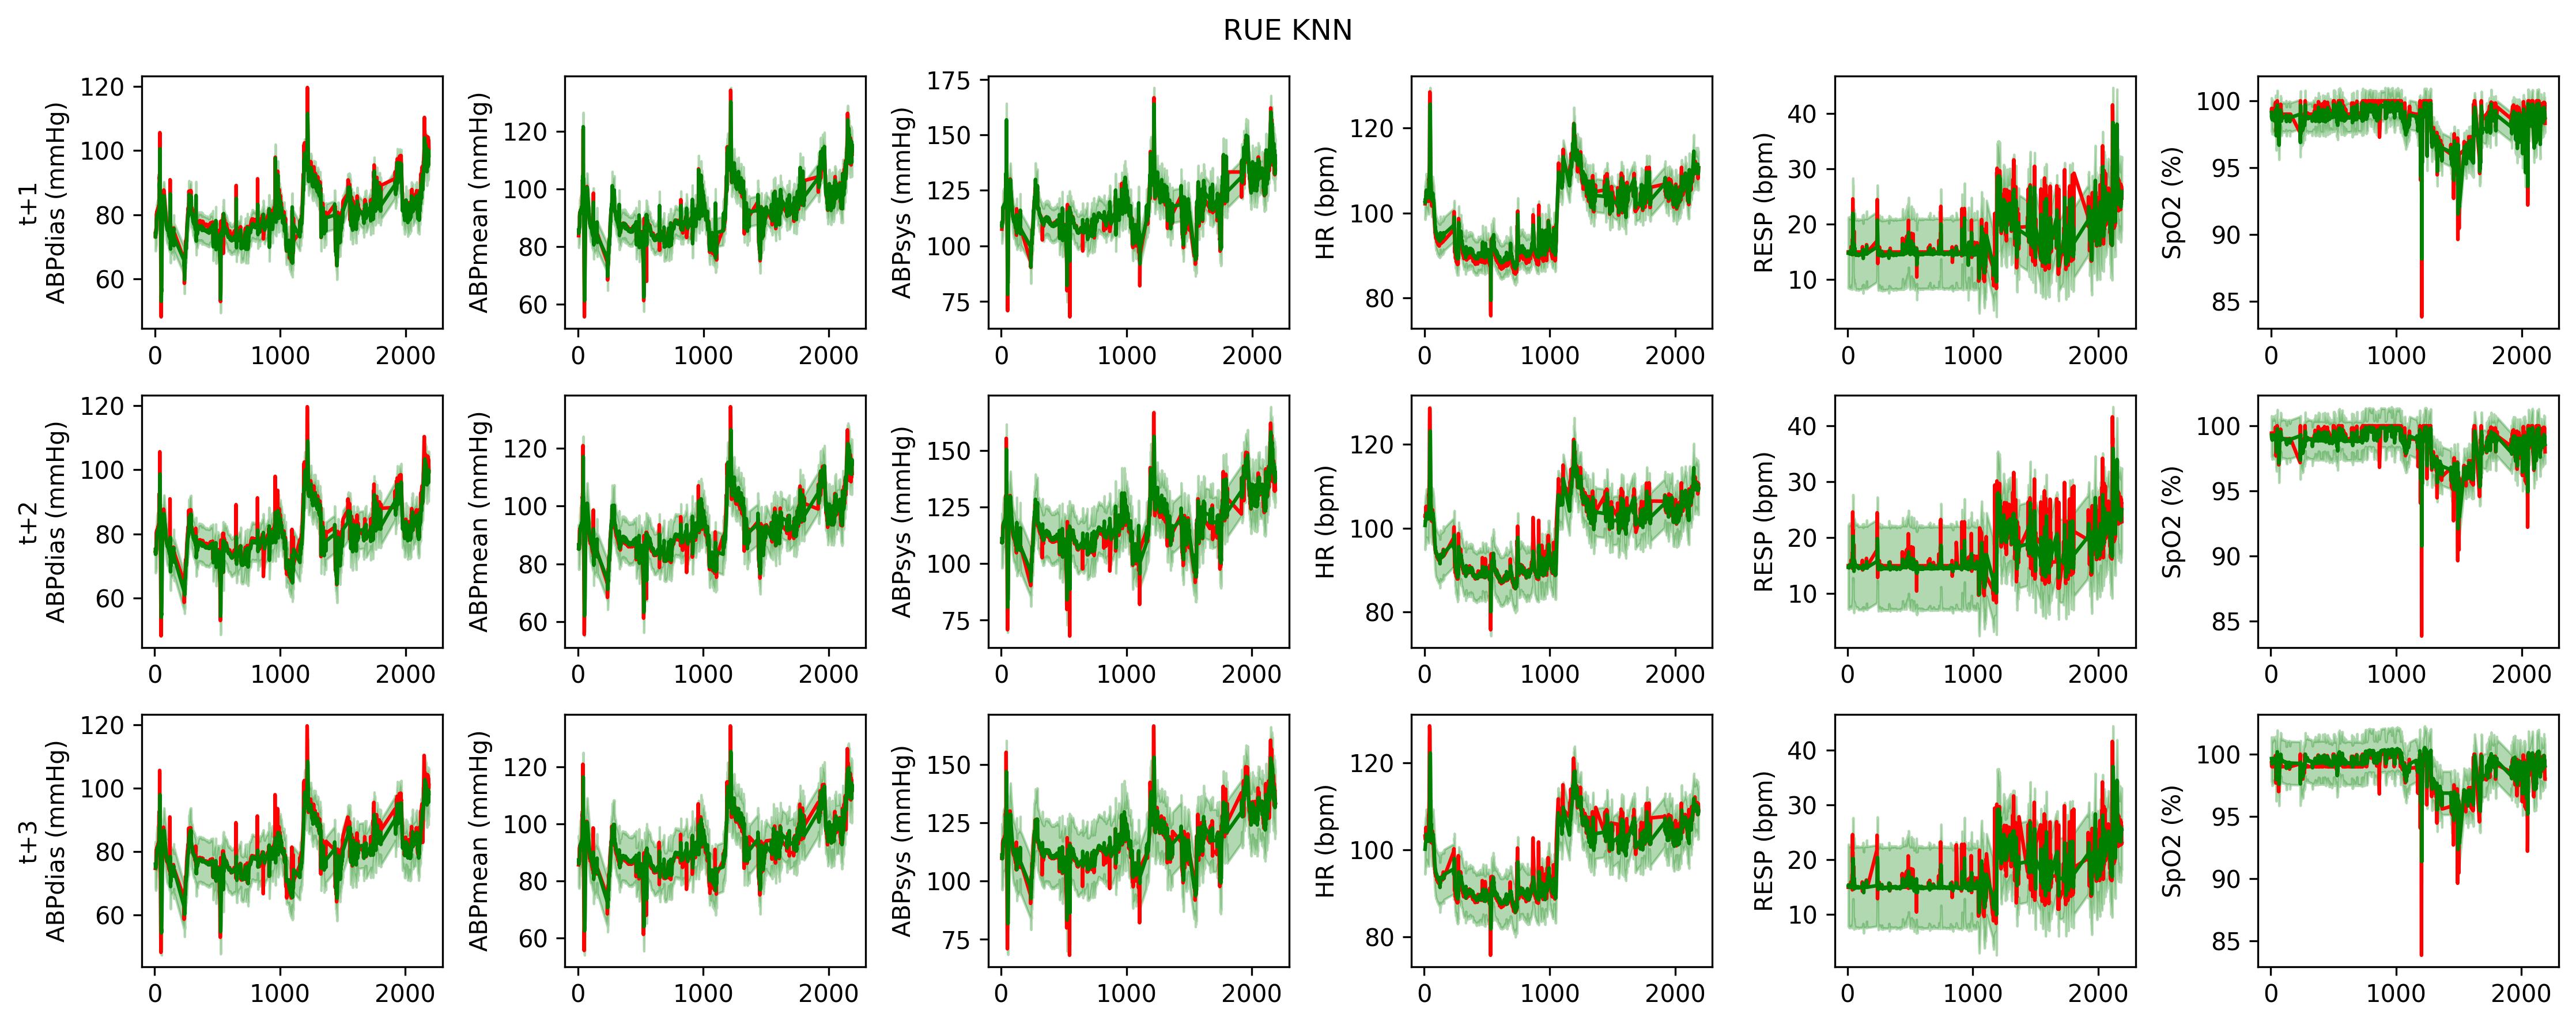 RUE KNN
t+1
ABPdias (mmHg)
120
100
80
60
0 1000 2000
ABPmean (mmHg)
120
100
80
60
0 1000 2000
ABPsys (mmHg)
175
150
125
100
75
0 1000 2000
HR (bpm)
120
100
80
0 1000 2000
RESP (bpm)
40
30
20
10
0 1000 2000
SpO2 (%)
100
95
90
85
0 1000 2000
t+2
ABPdias (mmHg)
120
100
80
60
0 1000 2000
ABPmean (mmHg)
120
100
80
60
0 1000 2000
ABPsys (mmHg)
150
125
100
75
0 1000 2000
HR (bpm)
120
100
80
0 1000 2000
RESP (bpm)
40
30
20
10
0 1000 2000
SpO2 (%)
100
95
90
85
0 1000 2000
t+3
ABPdias (mmHg)
120
100
80
60
0 1000 2000
ABPmean (mmHg)
120
100
80
60
0 1000 2000
ABPsys (mmHg)
150
125
100
75
0 1000 2000
HR (bpm)
120
100
80
0 1000 2000
RESP (bpm)
40
30
20
10
0 1000 2000
SpO2 (%)
100
95
90
85
0 1000 2000